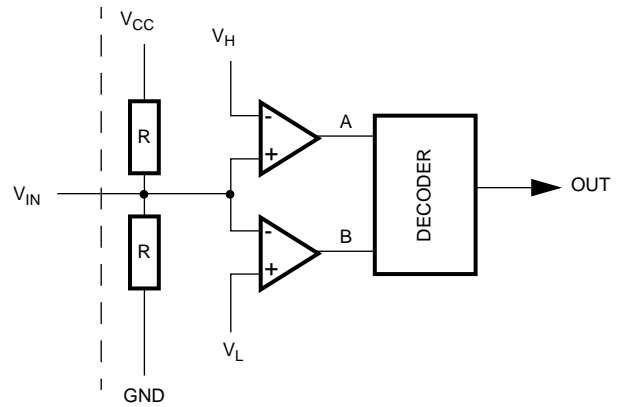 V_CC
V_H
-
+
A
R
V_IN
DECODER
OUT
R
-
+
B
V_L
GND